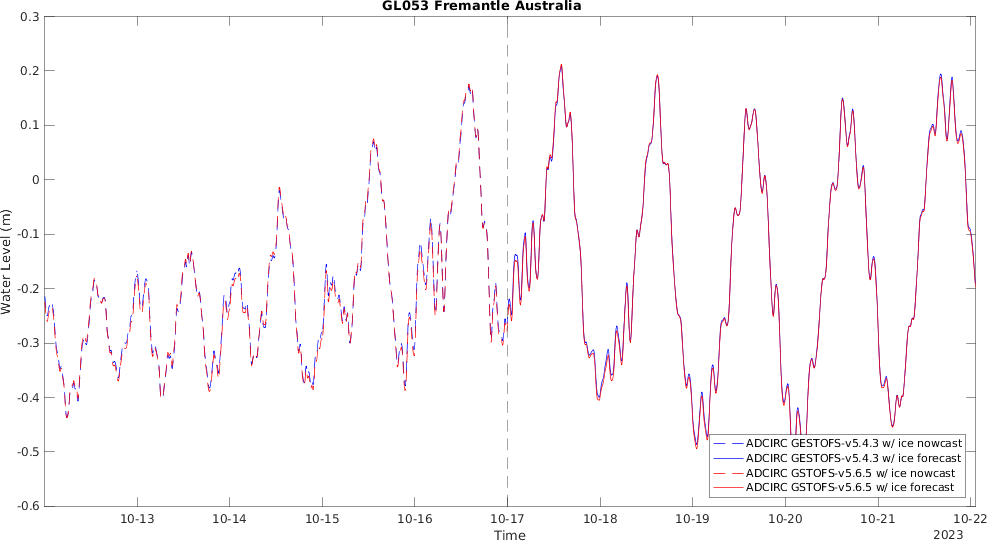 GL053 Fremantle Australia
0.3
0.2
0.1
0
-0.1
-0.2
-0.3
-0.4
-0.5
-0.6
Water Level (m)
10-13 10-14 10-15 10-16 10-17 10-18 10-19 10-20 10-21 10-22
Time
2023
ADCIRC GESTOFS-v5.4.3 w/ ice nowcast
ADCIRC GESTOFS-v5.4.3 w/ ice forecast
ADCIRC GSTOFS-v5.6.5 w/ ice nowcast
ADCIRC GSTOFS-v5.6.5 w/ ice forecast